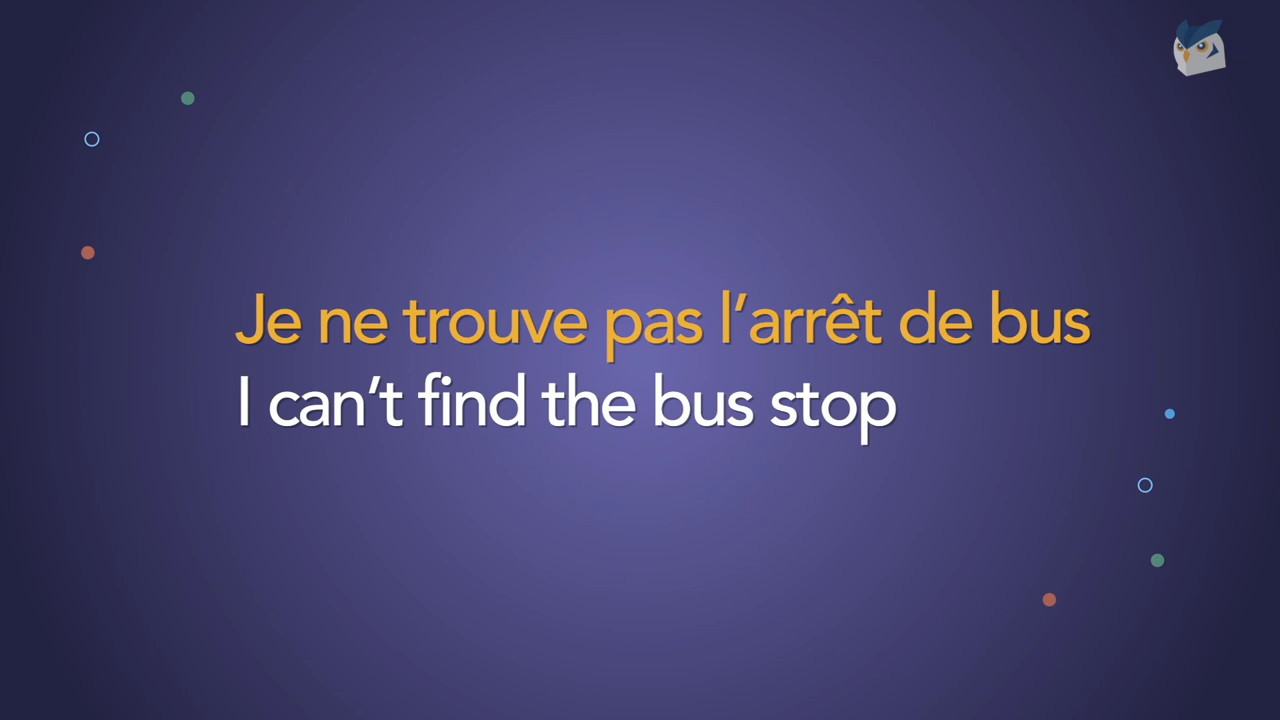 Je ne trouve pas l’arrêt de bus
I can’t find the bus stop